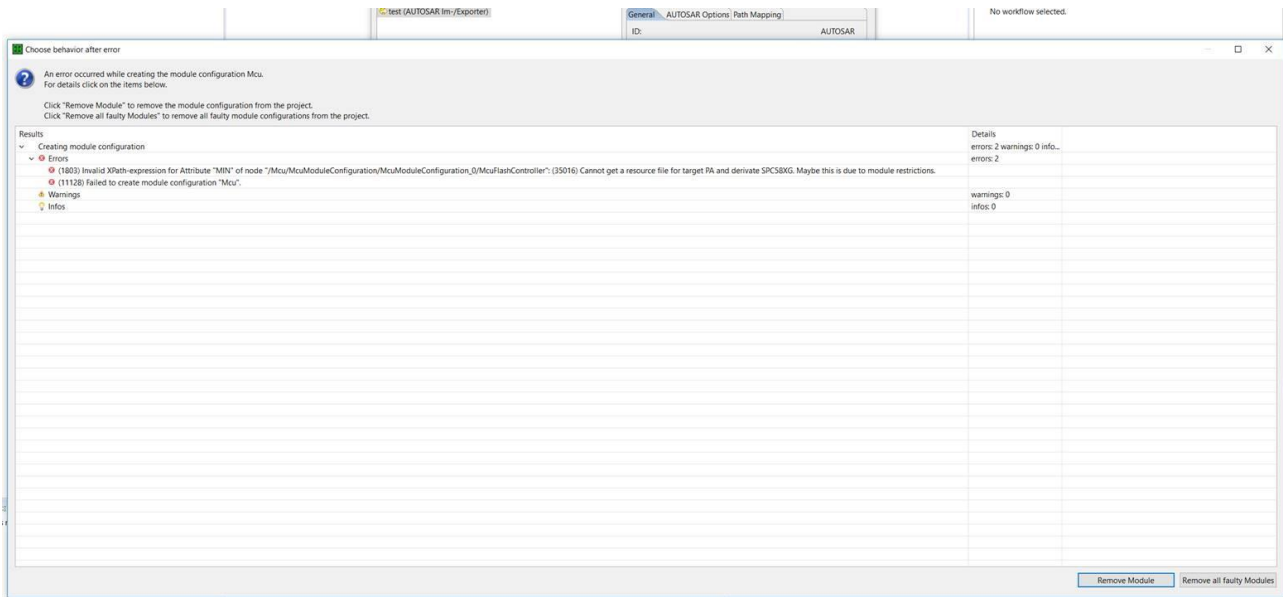 test (AUTOSAR Im-/Exporter)
General AUTOSAR Options Path Mapping
No workflow selected.
ID: AUTOSAR
Choose behavior after error
An error occurred while creating the module configuration Mcu.
For details click on the items below.
Click "Remove Module" to remove the module configuration from the project.
Click "Remove all faulty Modules" to remove all faulty module configurations from the project.
Results Details
Creating module configuration errors: 2 warnings: 0 info...
Errors errors: 2
(1803) Invalid XPath-expression for Attribute "MIN" of node "/Mcu/McuModuleConfiguration/McuModuleConfiguration_0/McuFlashController": (35016) Cannot get a resource file for target PA and derivate SPC58XG. Maybe this is due to module restrictions.
(11128) Failed to create module configuration "Mcu".
Warnings warnings: 0
Infos infos: 0
Remove Module Remove all faulty Modules